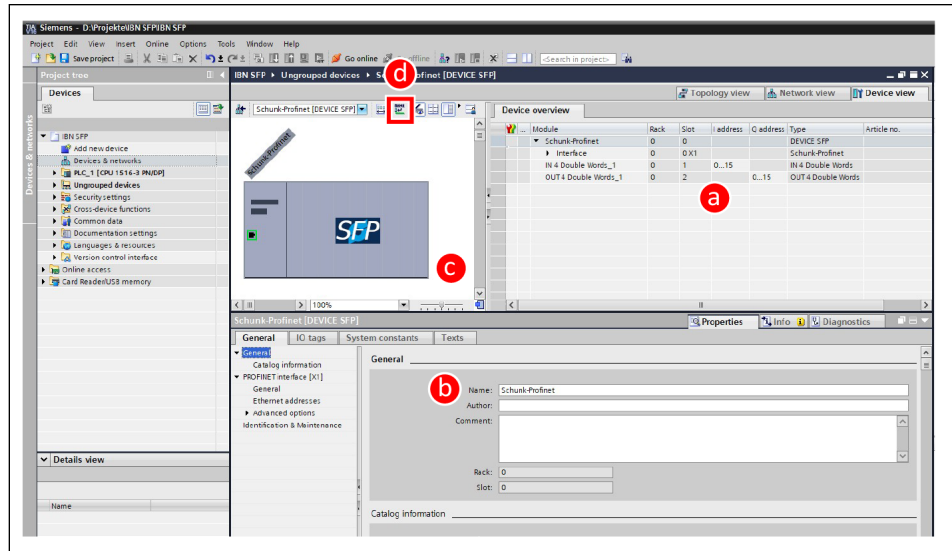 Siemens - D:\Projekte\IBN SFP\IBN SFP
Project Edit View Insert Online Options Tools Window Help
Save project Go online offline <Search in project>
Project tree
IBN SFP ▸ Ungrouped devices ▸ Profinet [DEVICE SFP]
d
Devices
Topology view Network view Device view
Schunk-Profinet [DEVICE SFP]
Device overview
Devices & networks
Module Rack Slot I address Q address Type Article no.
Schunk-Profinet 0 0 DEVICE SFP
Interface 0 0 X1 Schunk-Profinet
IN 4 Double Words_1 0 1 0...15 IN 4 Double Words
OUT 4 Double Words_1 0 2 0...15 OUT 4 Double Words
a
IBN SFP
Add new device
Devices & networks
PLC_1 [CPU 1516-3 PN/DP]
Ungrouped devices
Security settings
Cross-device functions
Common data
Documentation settings
Languages & resources
Version control interface
Online access
Card Reader/USB memory
Schunk-Profinet
SFP
c
100%
Schunk-Profinet [DEVICE SFP]
Properties Info Diagnostics
General IO tags System constants Texts
General
Catalog information
PROFINET interface [X1]
General
Ethernet addresses
Advanced options
Identification & Maintenance
General
b
Name: Schunk-Profinet
Author:
Comment:
Rack: 0
Slot: 0
Catalog information
Details view
Name